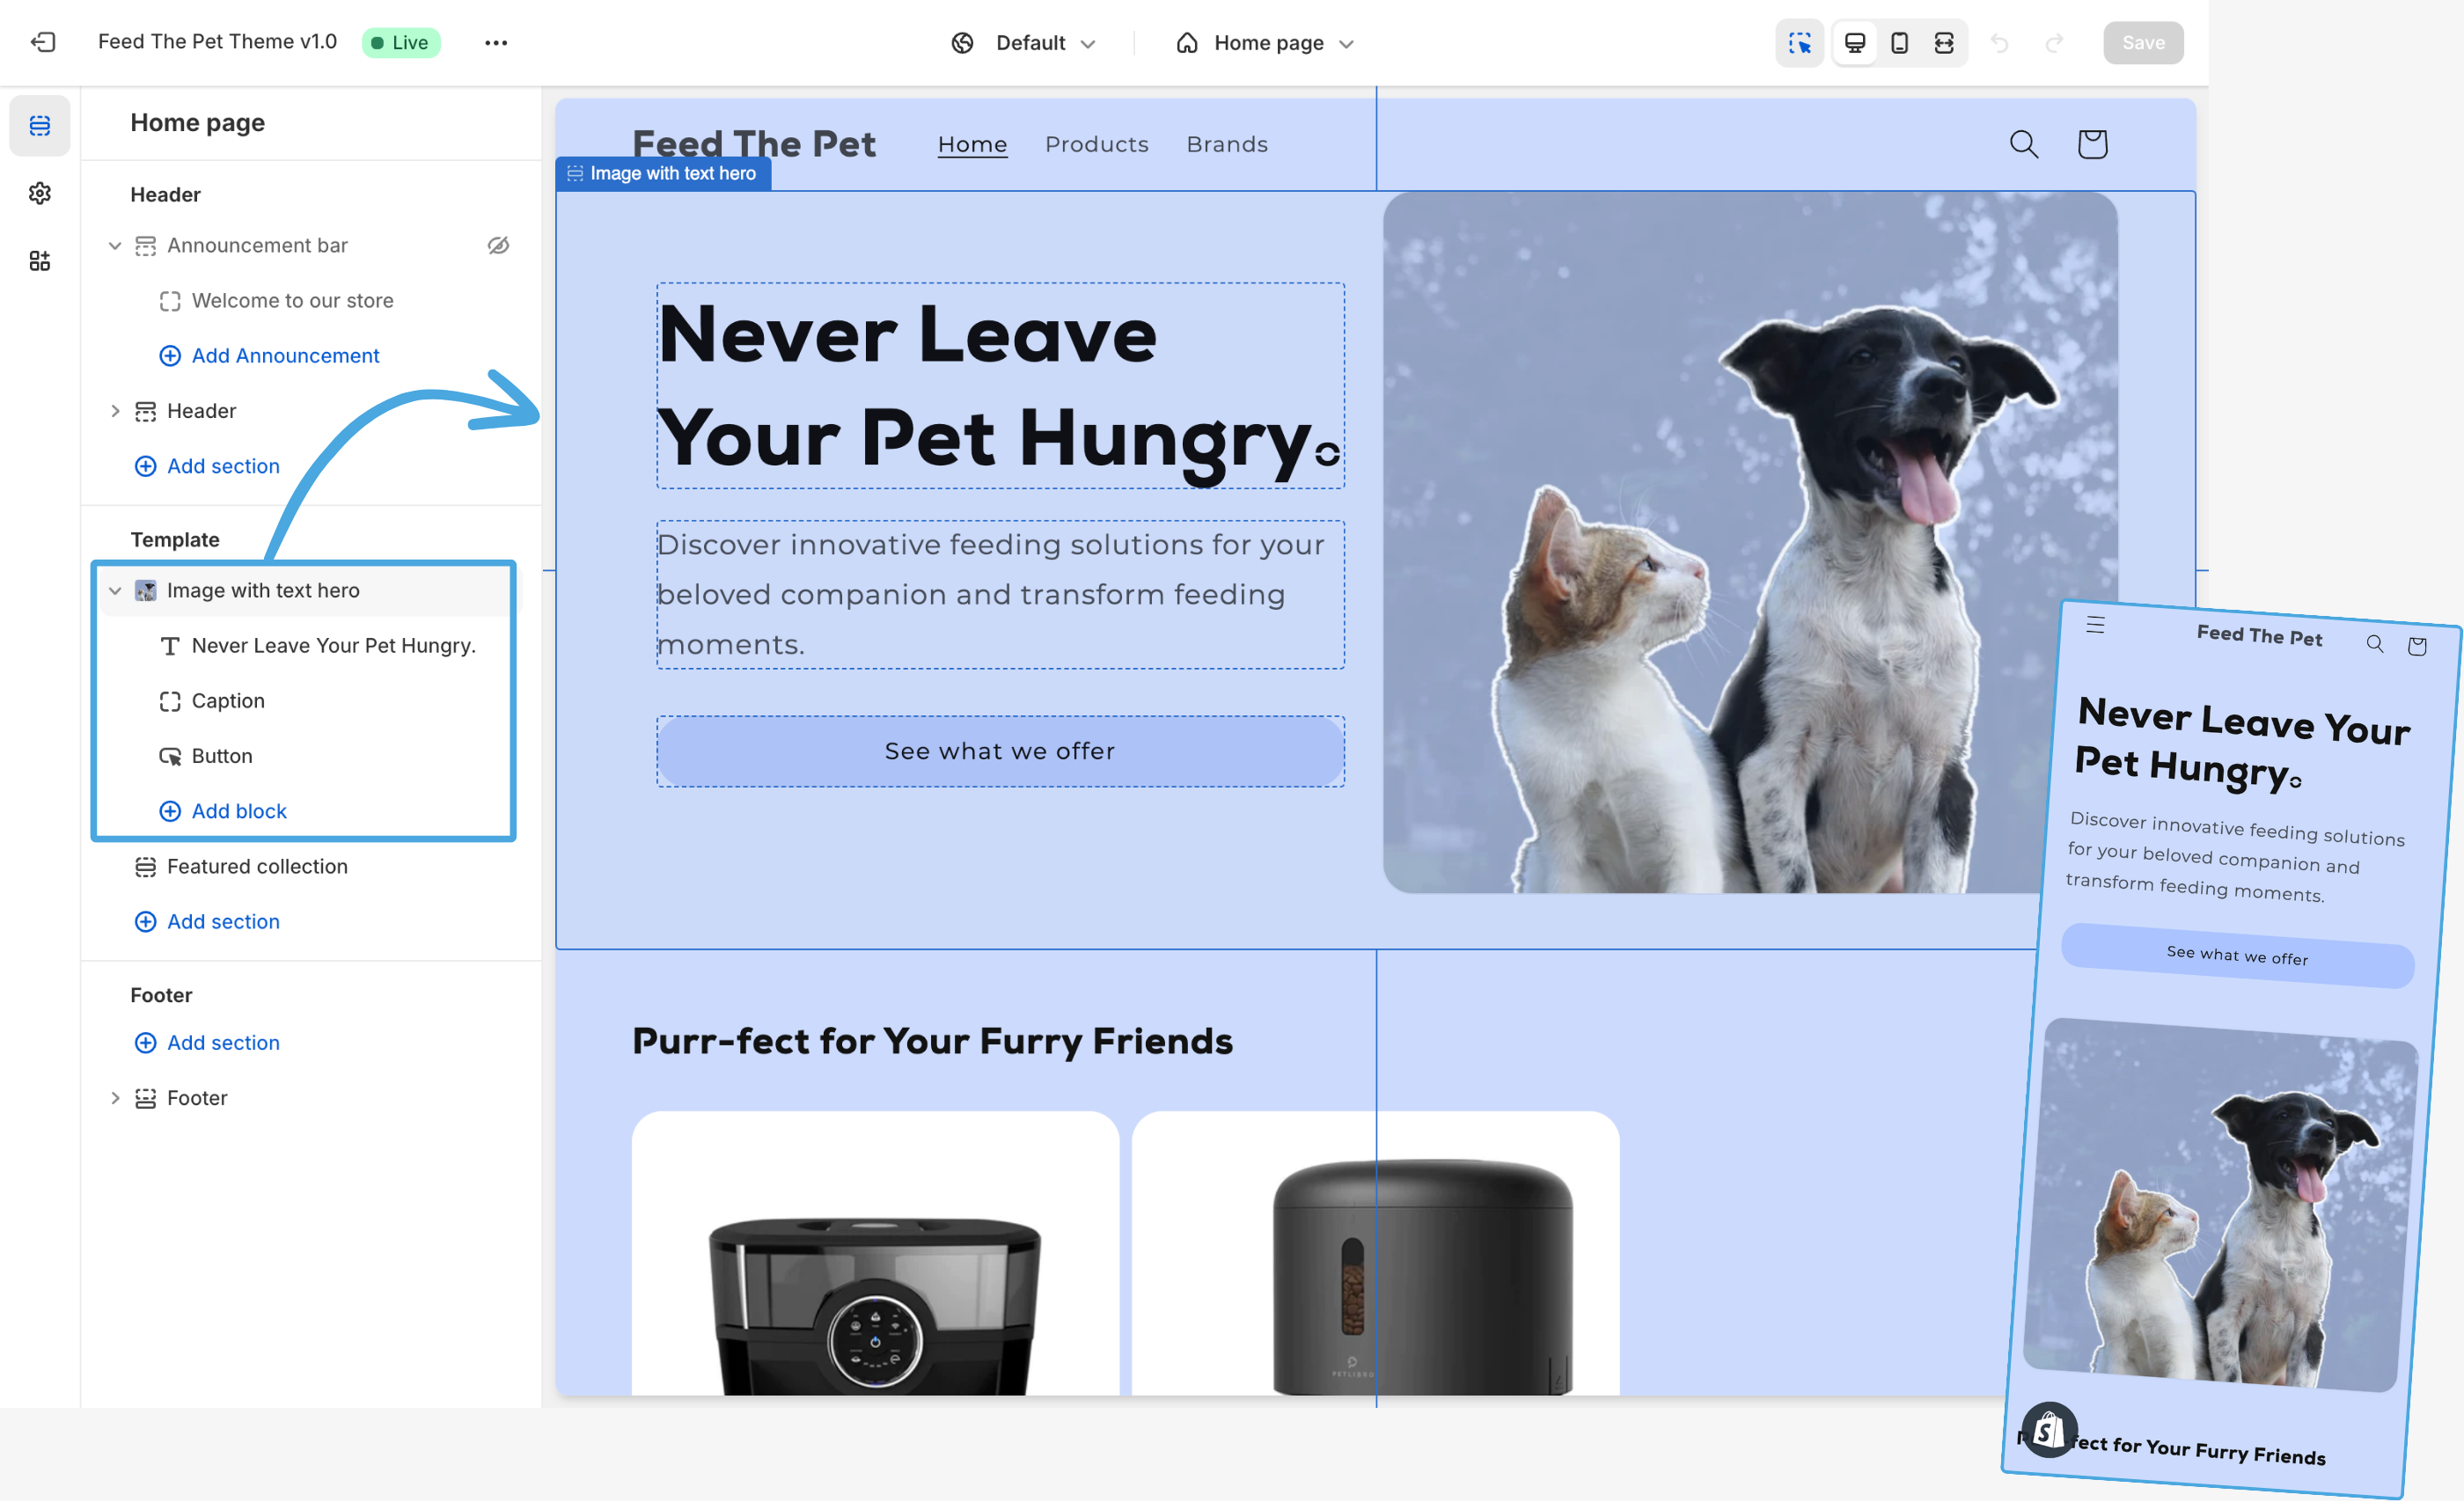 Feed The Pet Theme v1.0
Live
Default
Home page
Save
Home page
Header
Announcement bar
Welcome to our store
Add Announcement
Header
Add section
Template
Image with text hero
Never Leave Your Pet Hungry.
Caption
Button
Add block
Featured collection
Add section
Footer
Add section
Footer
Feed The Pet
Home
Products
Brands
Image with text hero
Never Leave
Your Pet Hungry.
Discover innovative feeding solutions for your
beloved companion and transform feeding
moments.
See what we offer
Purr-fect for Your Furry Friends
PETLIBRO
Feed The Pet
Never Leave Your
Pet Hungry.
Discover innovative feeding solutions
for your beloved companion and
transform feeding moments.
See what we offer
fect for Your Furry Friends